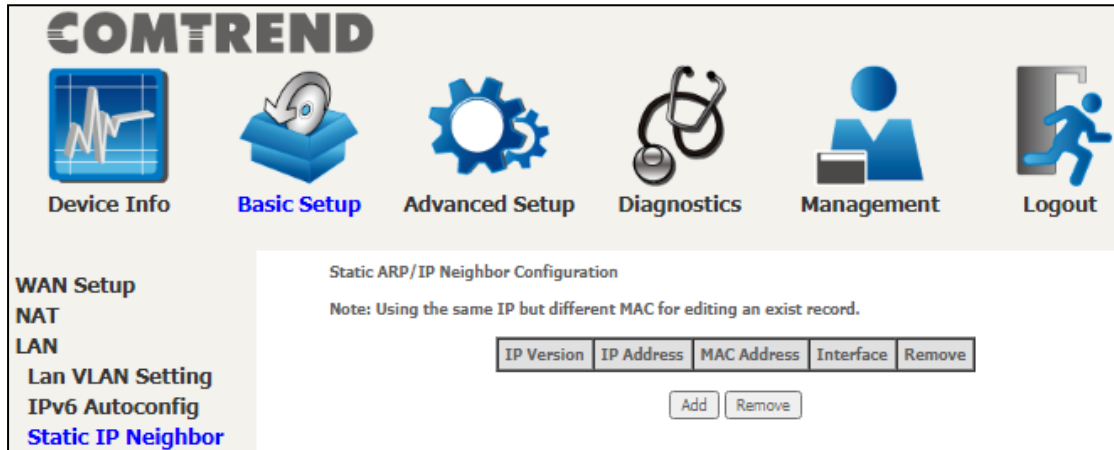 COMTREND
Device Info Basic Setup Advanced Setup Diagnostics Management Logout
WAN Setup
NAT
LAN
Lan VLAN Setting
IPv6 Autoconfig
Static IP Neighbor
Static ARP/IP Neighbor Configuration
Note: Using the same IP but different MAC for editing an exist record.
IP Version IP Address MAC Address Interface Remove
Add Remove